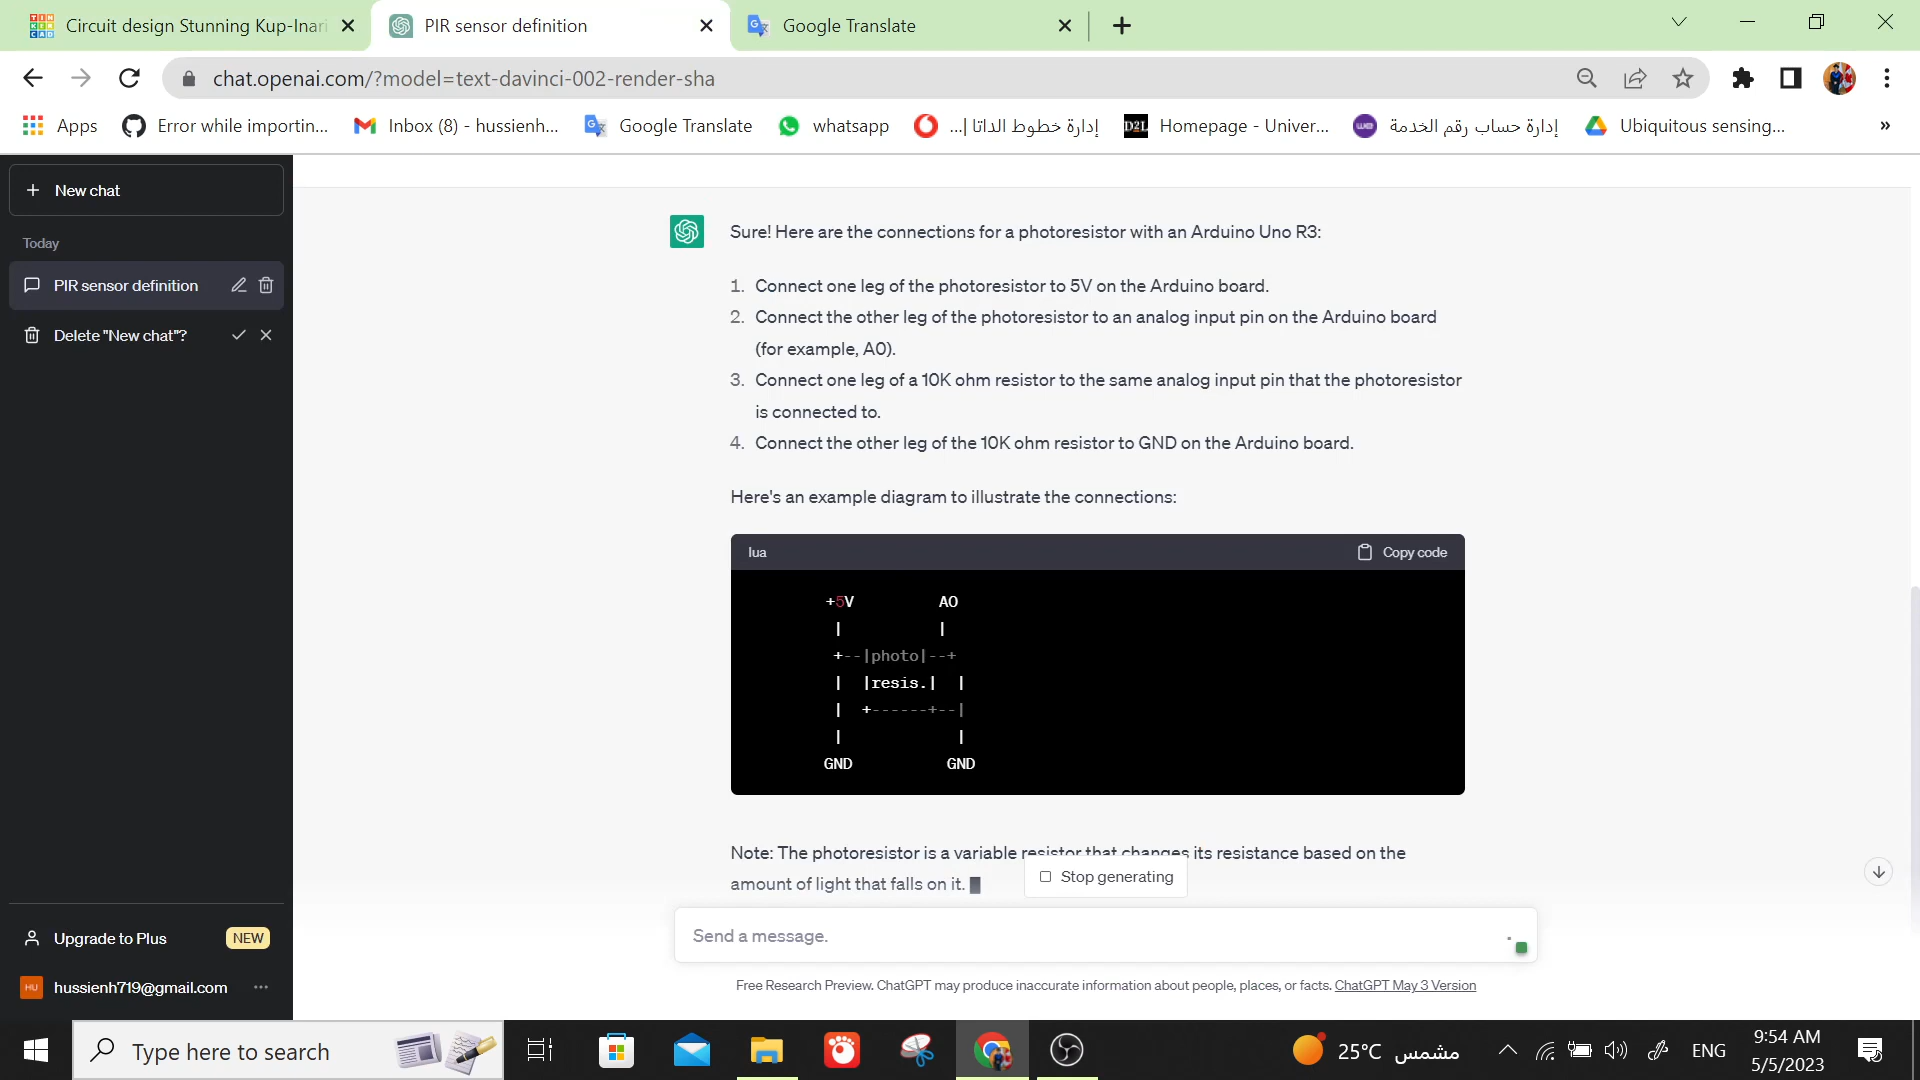 Circuit design Stunning Kup-Inari
PIR sensor definition
Google Translate
chat.openai.com/?model=text-davinci-002-render-sha
Apps
Error while importin...
Inbox (8) - hussienh...
Google Translate
whatsapp
إدارة خطوط الداتا |...
D2L
Homepage - Univer...
إدارة حساب رقم الخدمة
Ubiquitous sensing...
»
+ New chat
Today
PIR sensor definition
Delete "New chat"?
Sure! Here are the connections for a photoresistor with an Arduino Uno R3:
1. Connect one leg of the photoresistor to 5V on the Arduino board.
2. Connect the other leg of the photoresistor to an analog input pin on the Arduino board
(for example, A0).
3. Connect one leg of a 10K ohm resistor to the same analog input pin that the photoresistor
is connected to.
4. Connect the other leg of the 10K ohm resistor to GND on the Arduino board.
Here's an example diagram to illustrate the connections:
lua
Copy code
+5V A0
| |
+--|photo|--+
| |resis.| |
| +------+--|
| |
GND GND
Note: The photoresistor is a variable resistor that changes its resistance based on the
amount of light that falls on it.
Stop generating
Send a message.
Free Research Preview. ChatGPT may produce inaccurate information about people, places, or facts. ChatGPT May 3 Version
Upgrade to Plus
NEW
HU
hussienh719@gmail.com
...
Type here to search
25°C مشمس
ENG
9:54 AM
5/5/2023